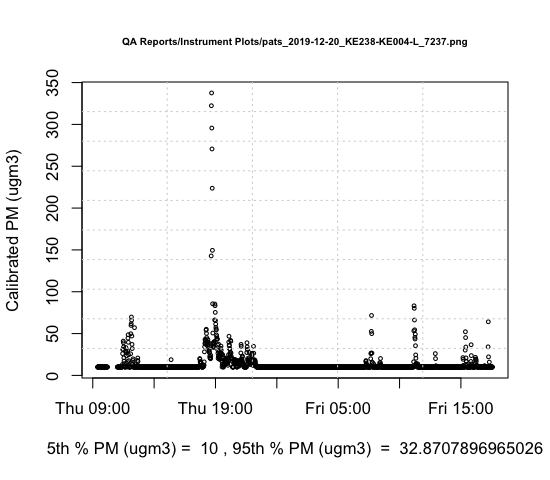 QA Reports/Instrument Plots/pats_2019-12-20_KE238-KE004-L_7237.png
Calibrated PM (ugm3)
350
300
250
200
150
100
50
0
Thu 09:00 Thu 19:00 Fri 05:00 Fri 15:00
5th % PM (ugm3) = 10 , 95th % PM (ugm3) = 32.8707896965026